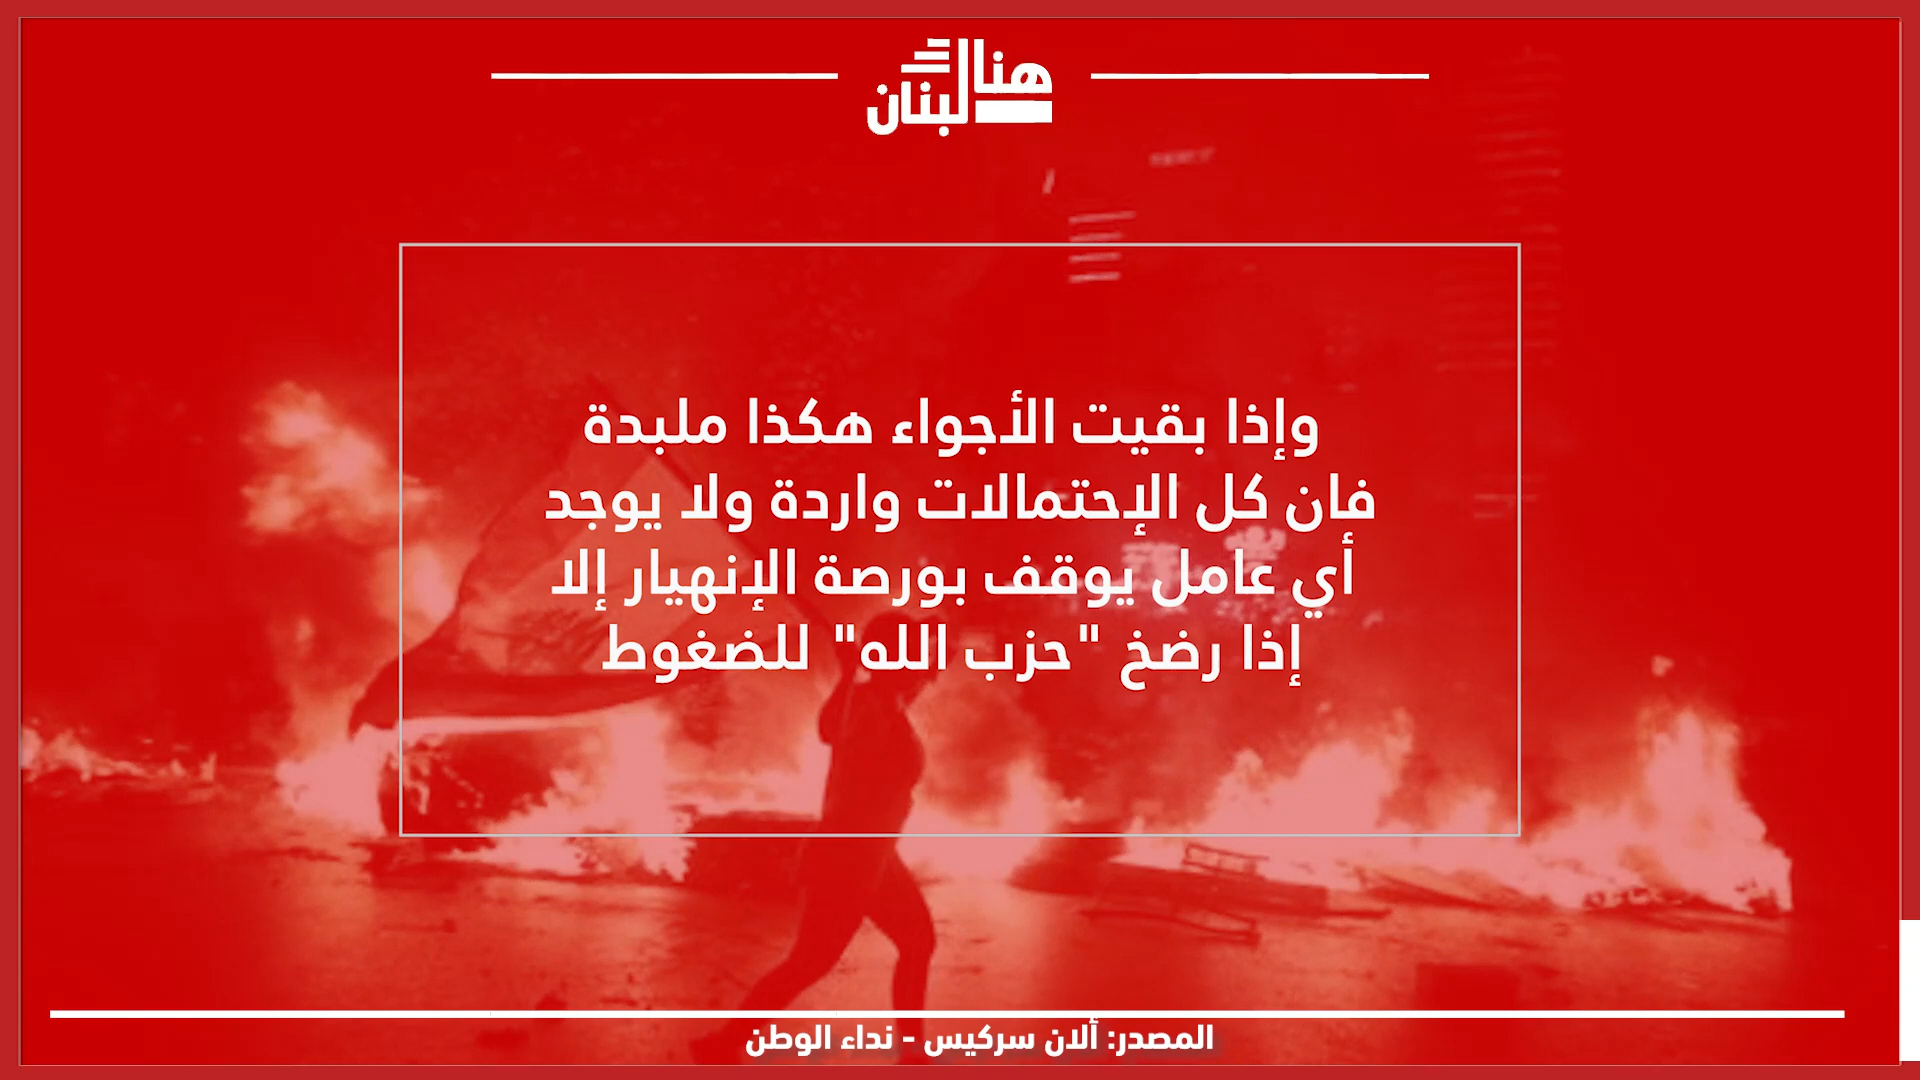 هنا لبنان
وإذا بقيت الأجواء هكذا ملبدة
فان كل الإحتمالات واردة ولا يوجد
أي عامل يوقف بورصة الإنهيار إلا
إذا رضخ "حزب الله" للضغوط
المصدر: ألان سركيس - نداء الوطن